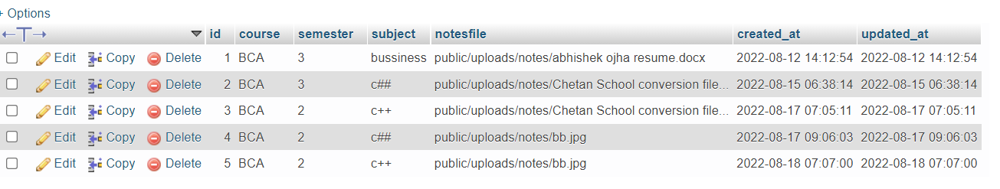 + Options
←T→ id course semester subject notesfile created_at updated_at
Edit Copy Delete 1 BCA 3 bussiness public/uploads/notes/abhishek ojha resume.docx 2022-08-12 14:12:54 2022-08-12 14:12:54
Edit Copy Delete 2 BCA 3 c## public/uploads/notes/Chetan School conversion file... 2022-08-15 06:38:14 2022-08-15 06:38:14
Edit Copy Delete 3 BCA 2 c++ public/uploads/notes/Chetan School conversion file... 2022-08-17 07:05:11 2022-08-17 07:05:11
Edit Copy Delete 4 BCA 2 c## public/uploads/notes/bb.jpg 2022-08-17 09:06:03 2022-08-17 09:06:03
Edit Copy Delete 5 BCA 2 c++ public/uploads/notes/bb.jpg 2022-08-18 07:07:00 2022-08-18 07:07:00